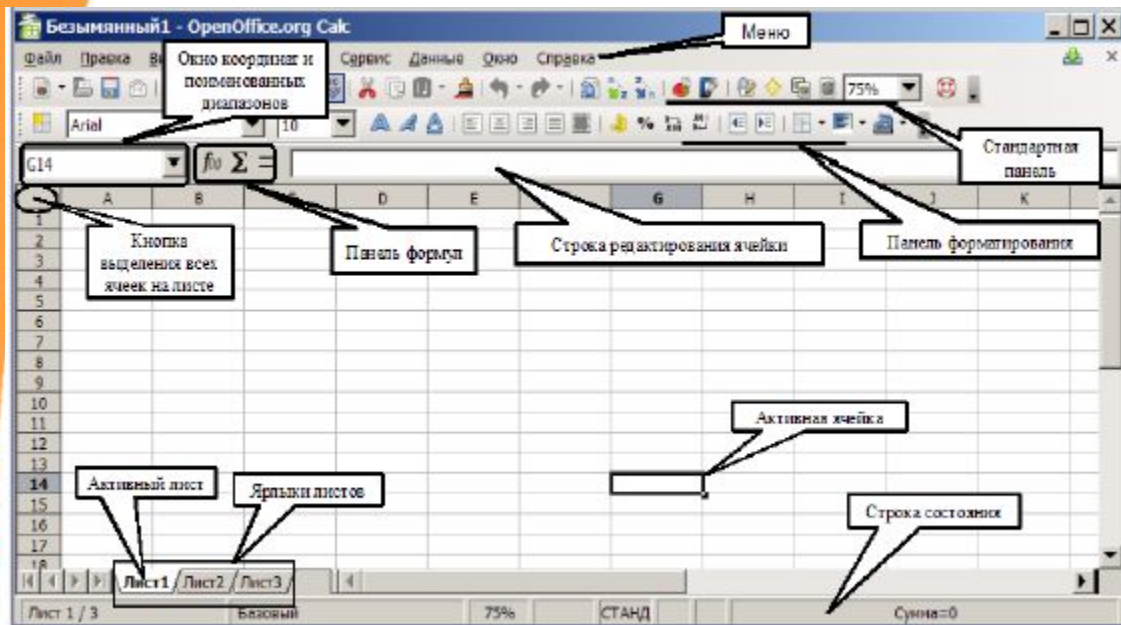 Безымянный1 - OpenOffice.org Calc
Меню
Файл Правка Сервис Данные Окно Справка
Окно координат и
поименованных
диапазонов
75%
Arial 10
Стандартная
панель
G14 f(x) Σ =
A B D E G H I J K
Кнопка
выделения всех
ячеек на листе
Панель формул
Строка редактирования ячейки
Панель форматирования
1
2
3
4
5
6
7
8
9
10
11
12
13
14
15
16
17
18
Активная ячейка
Активный лист
Ярлыки листов
Строка состояния
Лист1 Лист2 Лист3
Лист 1 / 3 Базовый 75% СТАНД Сумма=0